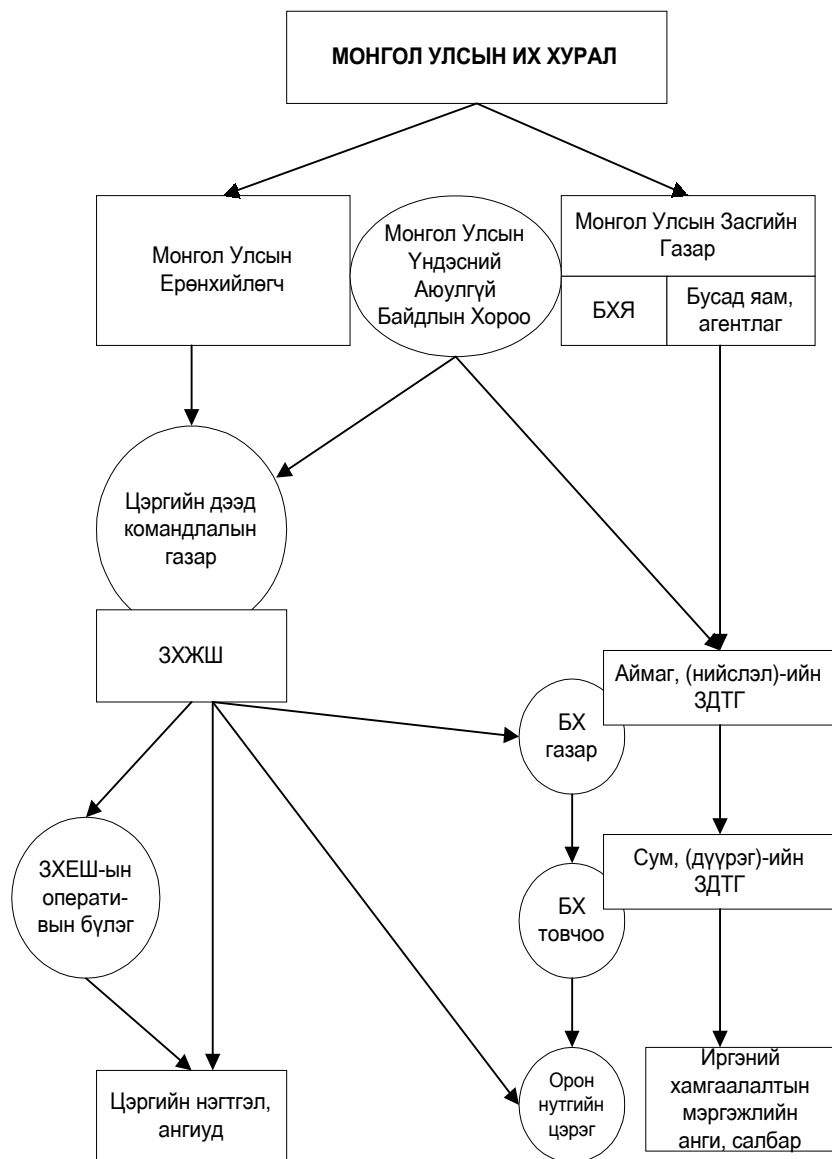 МОНГОЛ УЛСЫН ИХ ХУРАЛ
Монгол Улсын
Ерөнхийлөгч
Монгол Улсын
Үндэсний
Аюулгүй
Байдлын Хороо
Монгол Улсын Засгийн
Газар
БХЯ
Бусад яам,
агентлаг
Цэргийн дээд
командлалын
газар
ЗХЖШ
БХ
газар
Аймаг, (нийслэл)-ийн
ЗДТГ
ЗХЕШ-ын
операти-
вын бүлэг
БХ
товчоо
Сум, (дүүрэг)-ийн
ЗДТГ
Цэргийн нэгтгэл,
ангиуд
Орон
нутгийн
цэрэг
Иргэний
хамгаалалтын
мэргэжлийн
анги, салбар